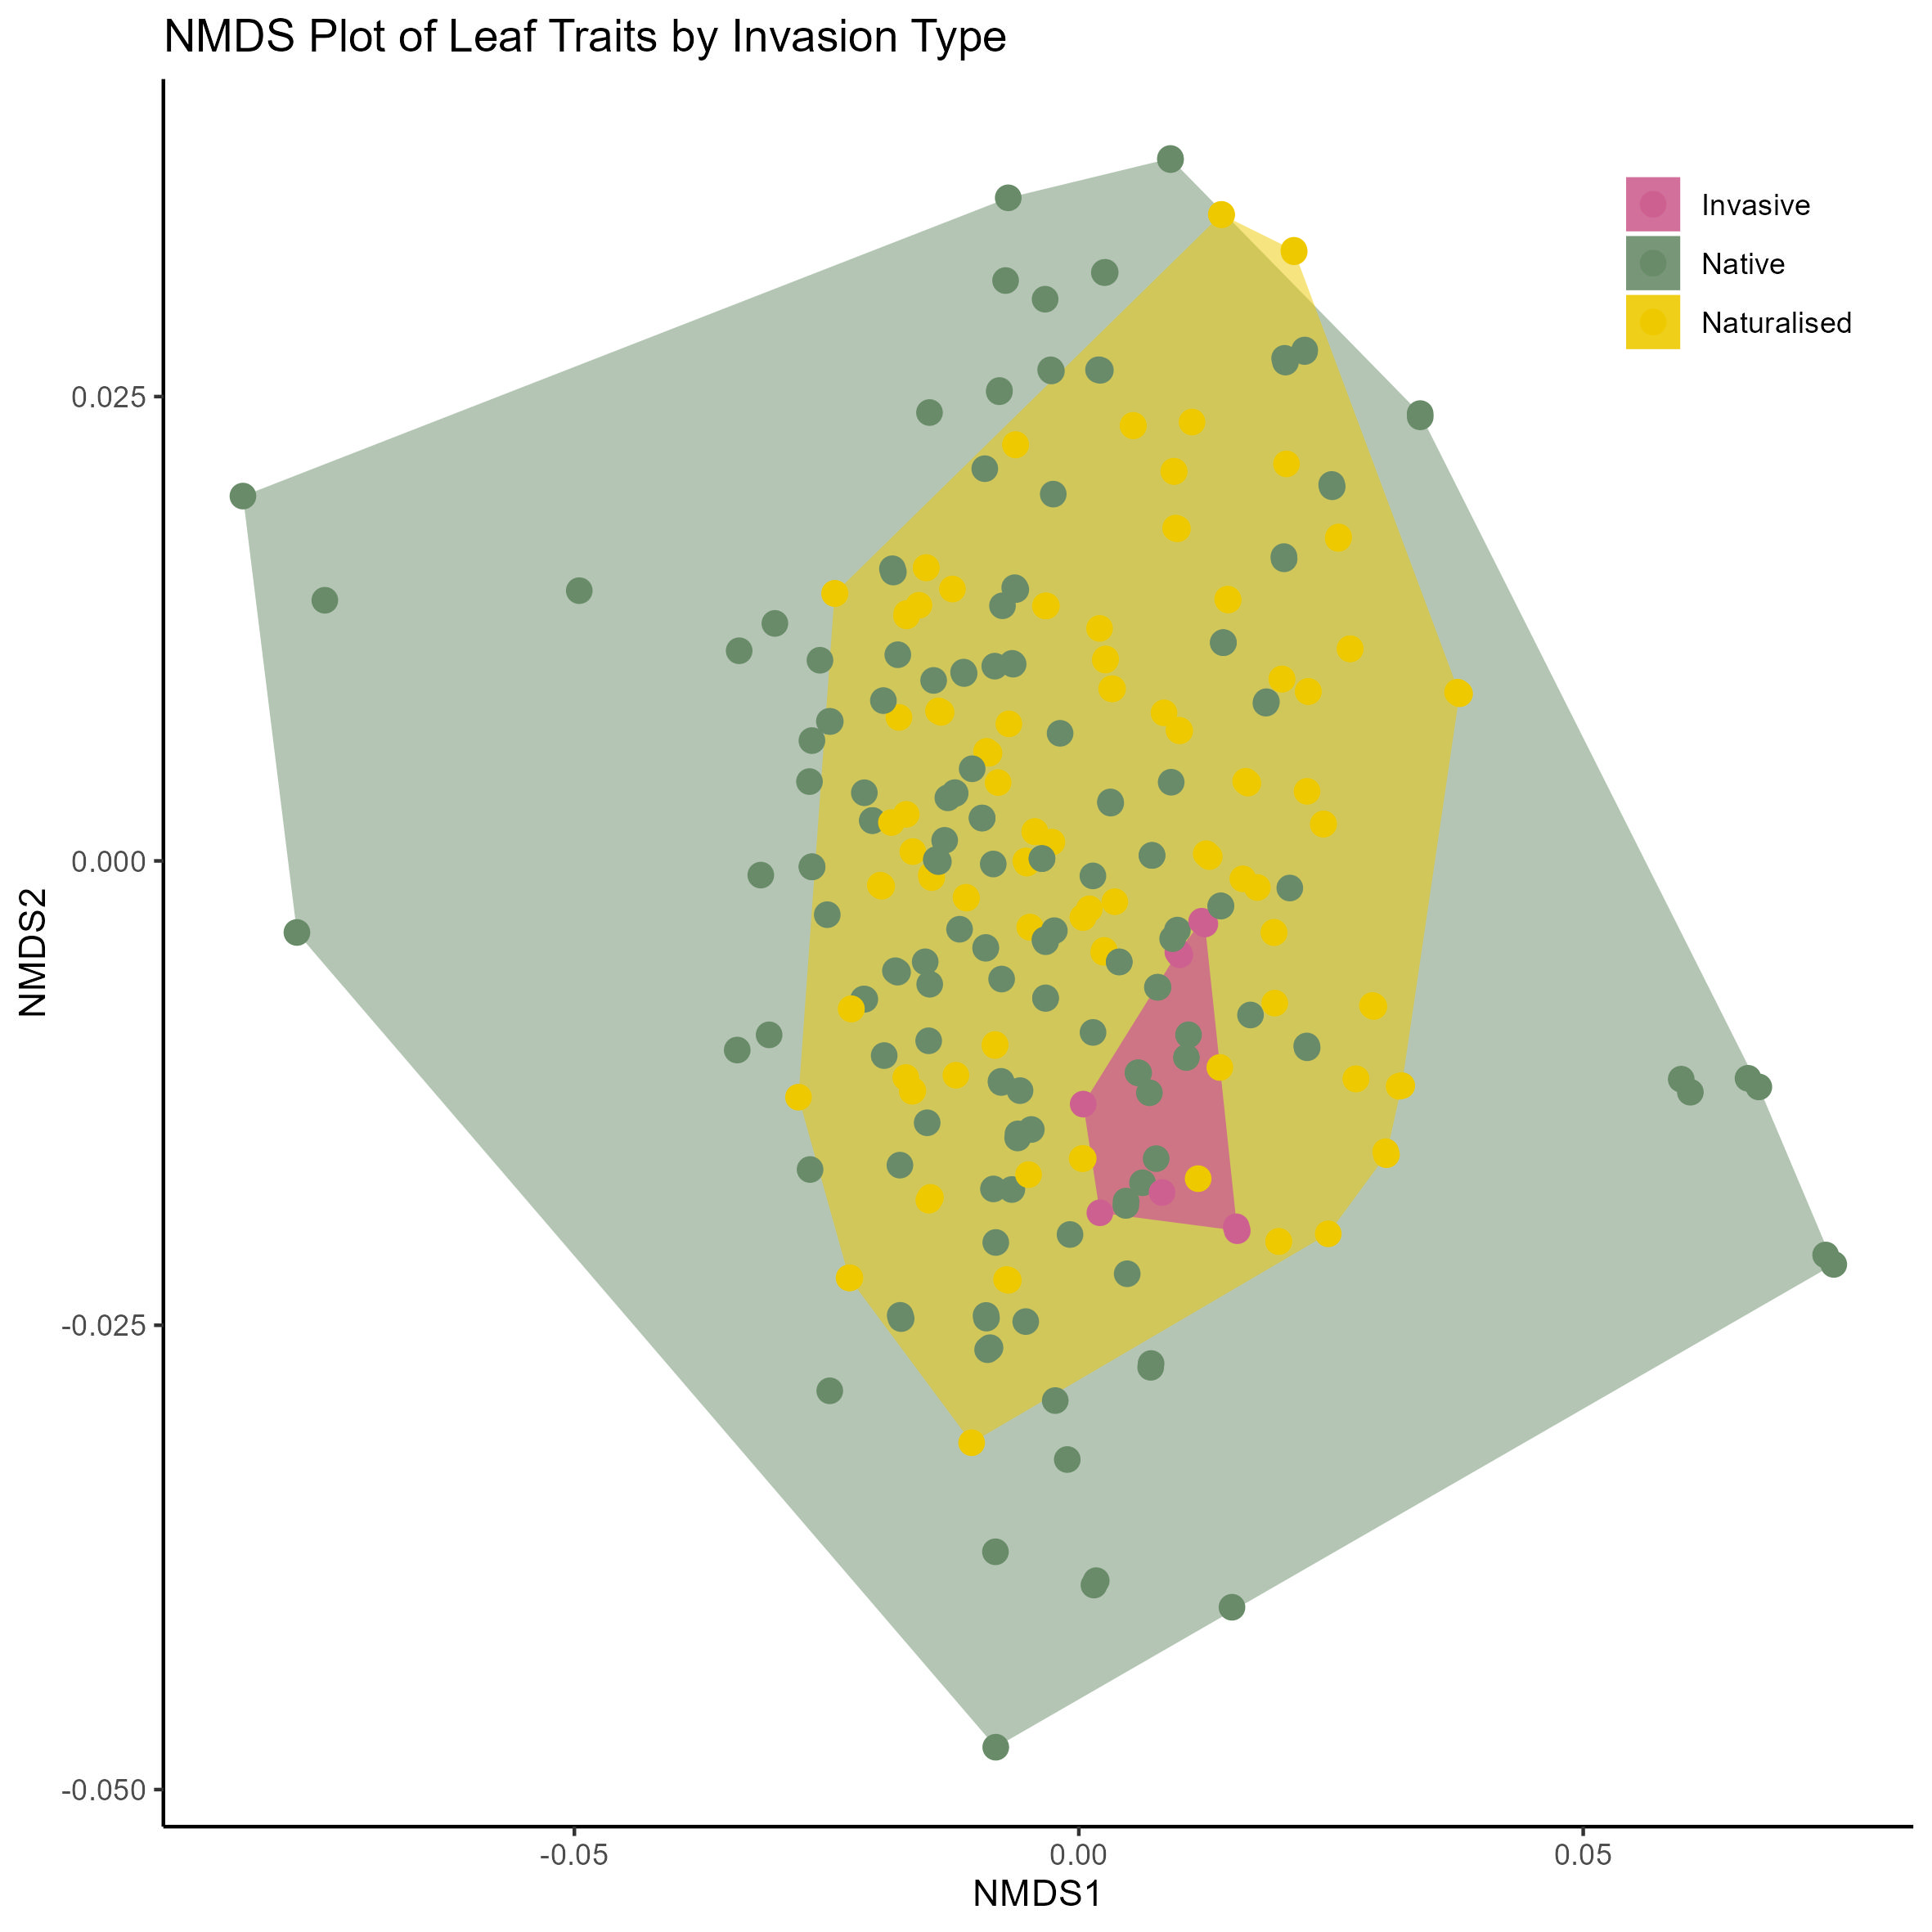 NMDS Plot of Leaf Traits by Invasion Type
Invasive
Native
Naturalised
0.025
0.000
-0.025
-0.050
NMDS2
-0.05
0.00
0.05
NMDS1